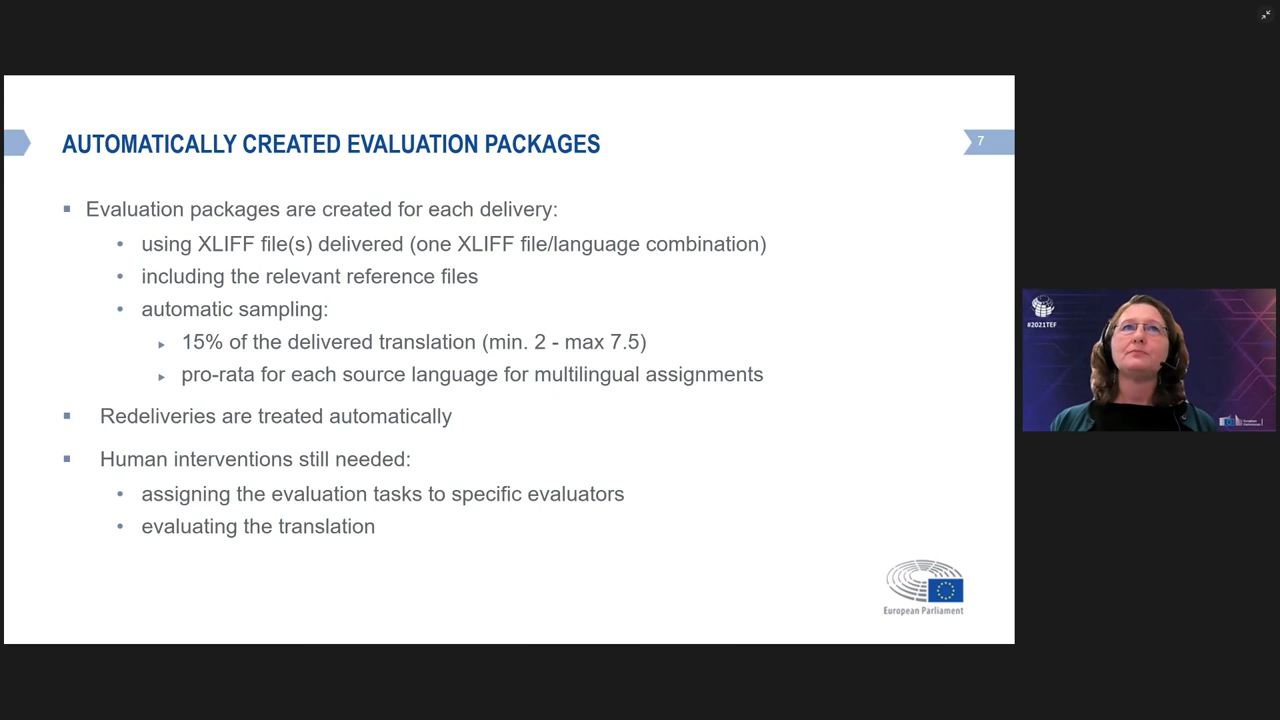 AUTOMATICALLY CREATED EVALUATION PACKAGES
7
Evaluation packages are created for each delivery:
using XLIFF file(s) delivered (one XLIFF file/language combination)
including the relevant reference files
automatic sampling:
15% of the delivered translation (min. 2 - max 7.5)
pro-rata for each source language for multilingual assignments
Redeliveries are treated automatically
Human interventions still needed:
assigning the evaluation tasks to specific evaluators
evaluating the translation
European Parliament
#2021TEF
European
Commission